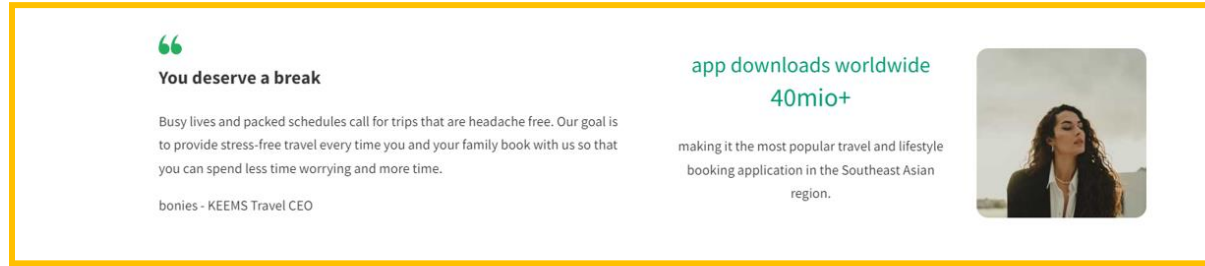 You deserve a break
Busy lives and packed schedules call for trips that are headache free. Our goal is
to provide stress-free travel every time you and your family book with us so that
you can spend less time worrying and more time.
bonies - KEEMS Travel CEO
app downloads worldwide
40mio+
making it the most popular travel and lifestyle
booking application in the Southeast Asian
region.